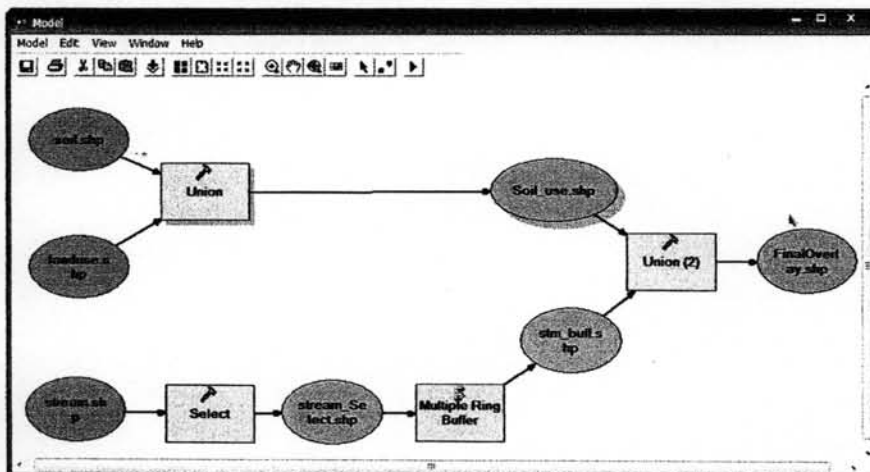 Model
Model Edit View Window Help
soil.shp
Union
Soil_use.shp
landuse.s
hp
Union (2)
FinalOverl
ay.shp
stm_buff.s
hp
stream.sh
p
Select
stream_Se
lect.shp
Multiple Ring
Buffer